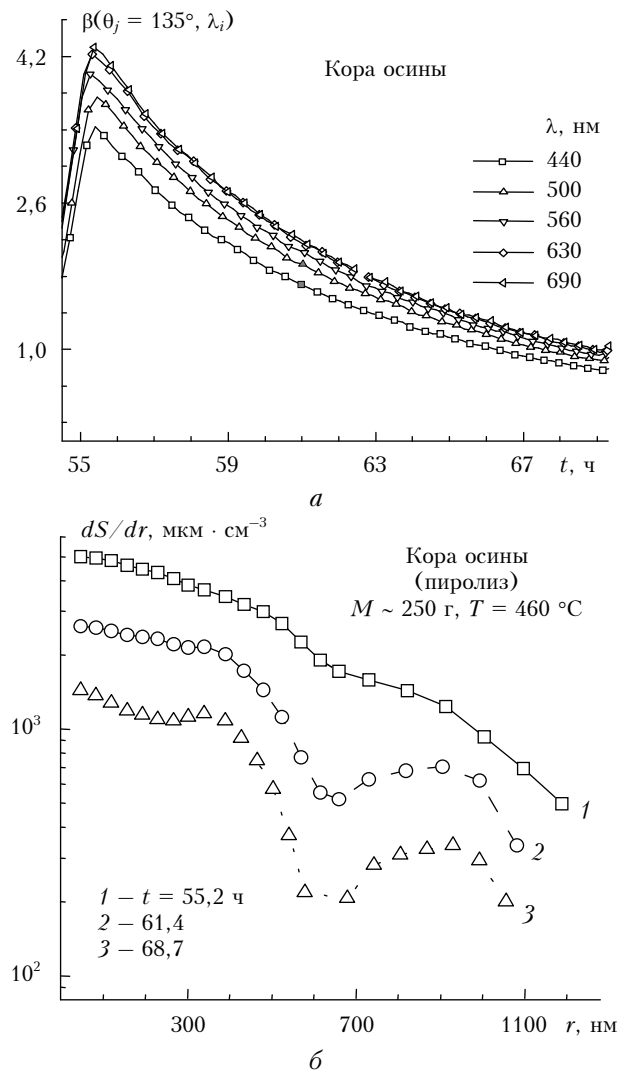 β(θj = 135°, λi)
4,2
Кора осины
λ, нм
440
500
2,6
560
630
690
1,0
55
59
63
67
t, ч
а
dS/dr, мкм · см⁻³
Кора осины
(пиролиз)
M ~ 250 г, T = 460 °C
10³
1
2
1 – t = 55,2 ч
2 – 61,4
3
3 – 68,7
10²
300
700
1100
r, нм
б